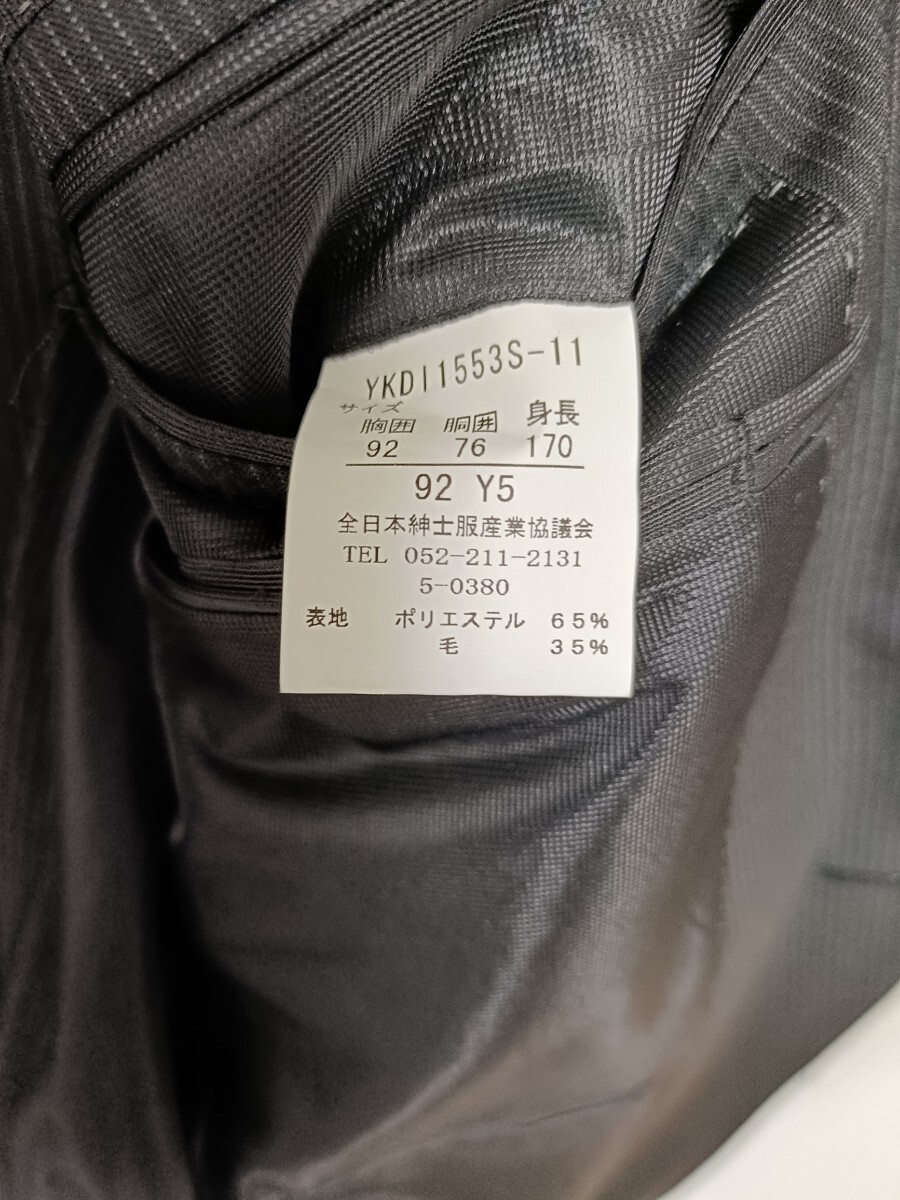 YKDI1553S-11
サイズ
胸囲 胴囲 身長
92 76 170
92 Y5
全日本紳士服産業協議会
TEL 052-211-2131
5-0380
表地 ポリエステル 65%
毛 35%